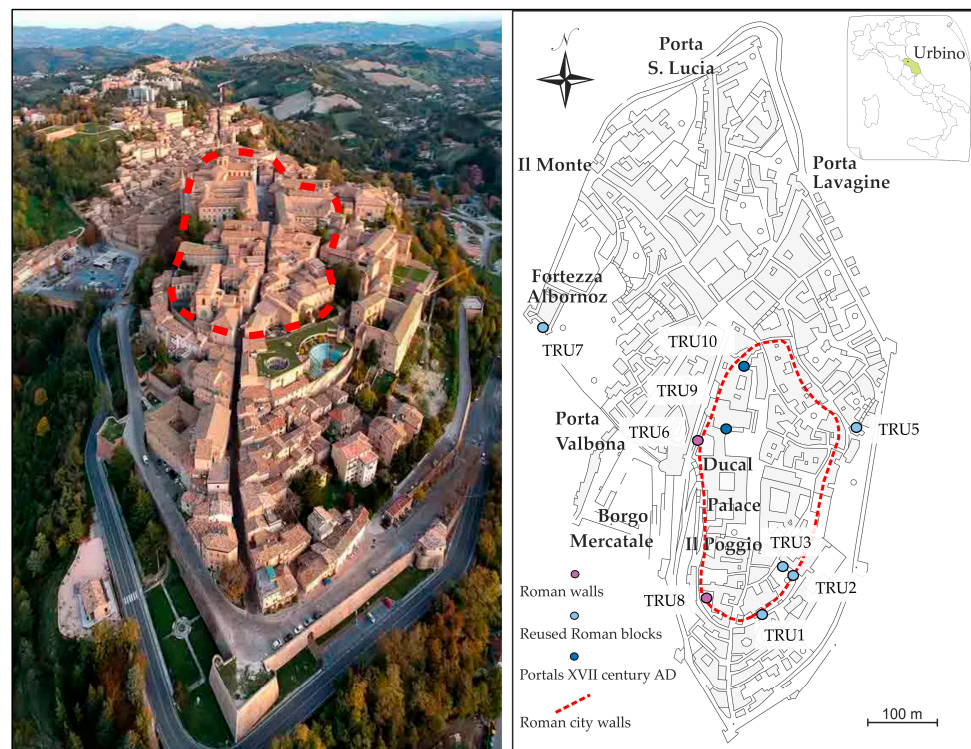 N
Porta
S. Lucia
Urbino
Il Monte
Porta
Lavagine
Fortezza
Albornoz
TRU7
TRU10
TRU9
Porta
Valbona
TRU6
TRU5
Ducal
Palace
Borgo
Mercatale
Il Poggio
TRU3
TRU2
TRU8
TRU1
Roman walls
Reused Roman blocks
Portals XVII century AD
Roman city walls
100 m